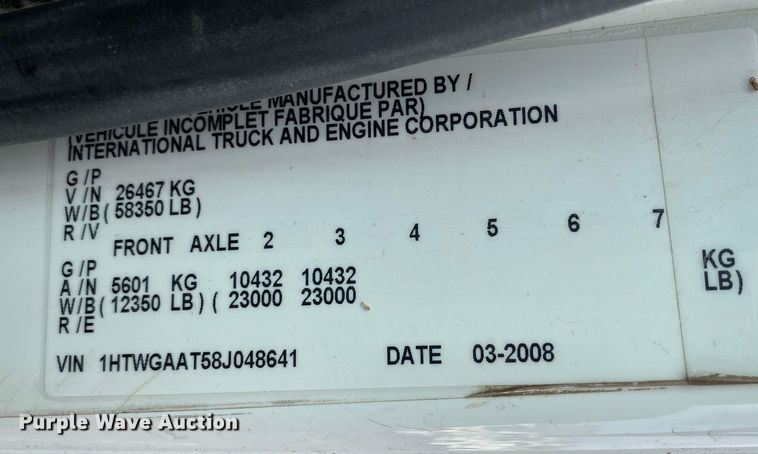 VEHICLE MANUFACTURED BY /
(VEHICULE INCOMPLET FABRIQUE PAR)
INTERNATIONAL TRUCK AND ENGINE CORPORATION
G /P
V /N 26467 KG
W/B ( 58350 LB )
R /V
FRONT AXLE 2 3 4 5 6 7
G /P
A /N 5601 KG 10432 10432 KG
W/B ( 12350 LB ) ( 23000 23000 LB)
R /E
VIN 1HTWGAAT58J048641 DATE 03-2008
Purple Wave Auction